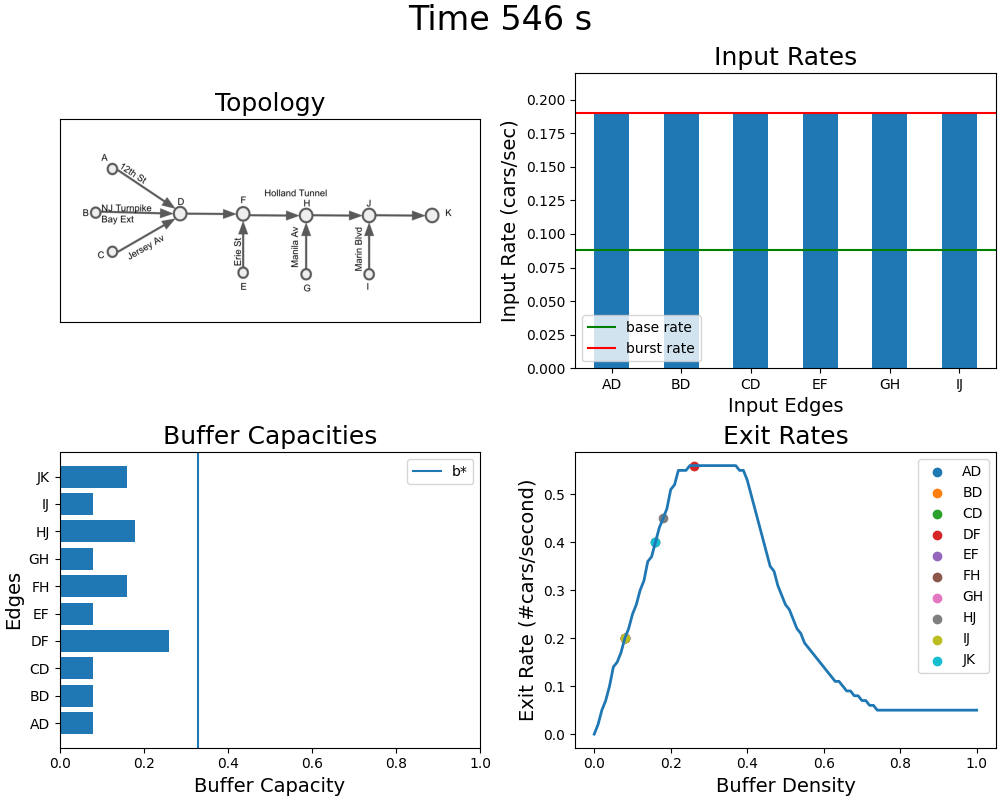 Time 546 s
Topology
A
12th St
B
NJ Turnpike
Bay Ext
C
Jersey Av
D
F
Holland Tunnel
H
J
K
Erie St
Manila Av
Marin Blvd
E
G
I
Input Rates
Input Rate (cars/sec)
0.200
0.175
0.150
0.125
0.100
0.075
0.050
0.025
0.000
base rate
burst rate
AD BD CD EF GH IJ
Input Edges
Buffer Capacities
Edges
JK
IJ
HJ
GH
FH
EF
DF
CD
BD
AD
b*
0.0 0.2 0.4 0.6 0.8 1.0
Buffer Capacity
Exit Rates
Exit Rate (#cars/second)
0.5
0.4
0.3
0.2
0.1
0.0
AD
BD
CD
DF
EF
FH
GH
HJ
IJ
JK
0.0 0.2 0.4 0.6 0.8 1.0
Buffer Density